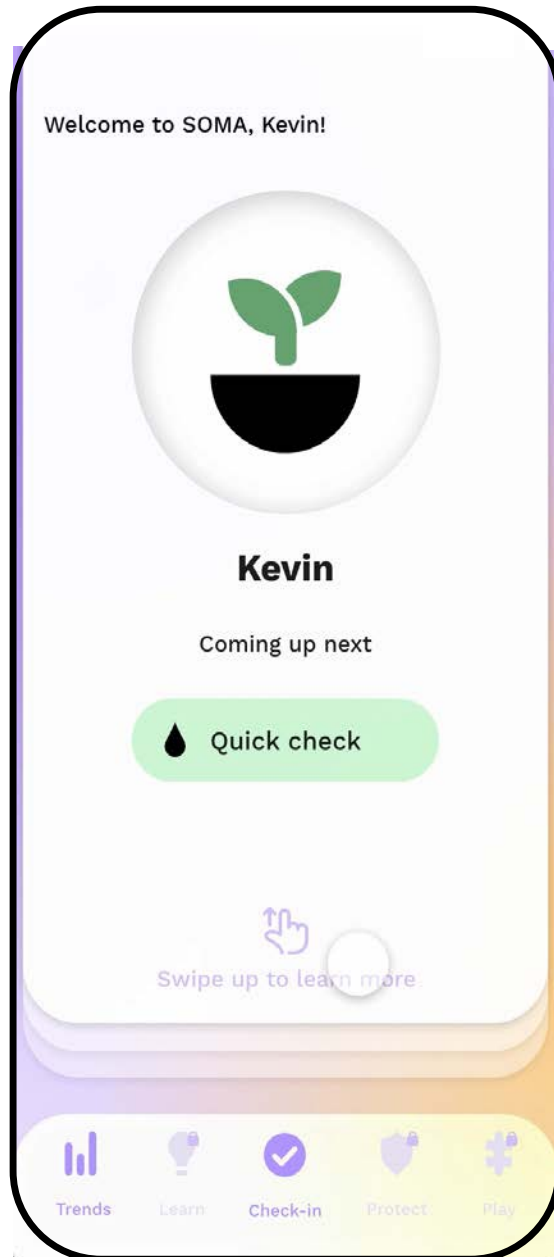 Welcome to SOMA, Kevin!
Kevin
Coming up next
Quick check
Swipe up to learn more
Trends
Learn
Check-in
Protect
Play